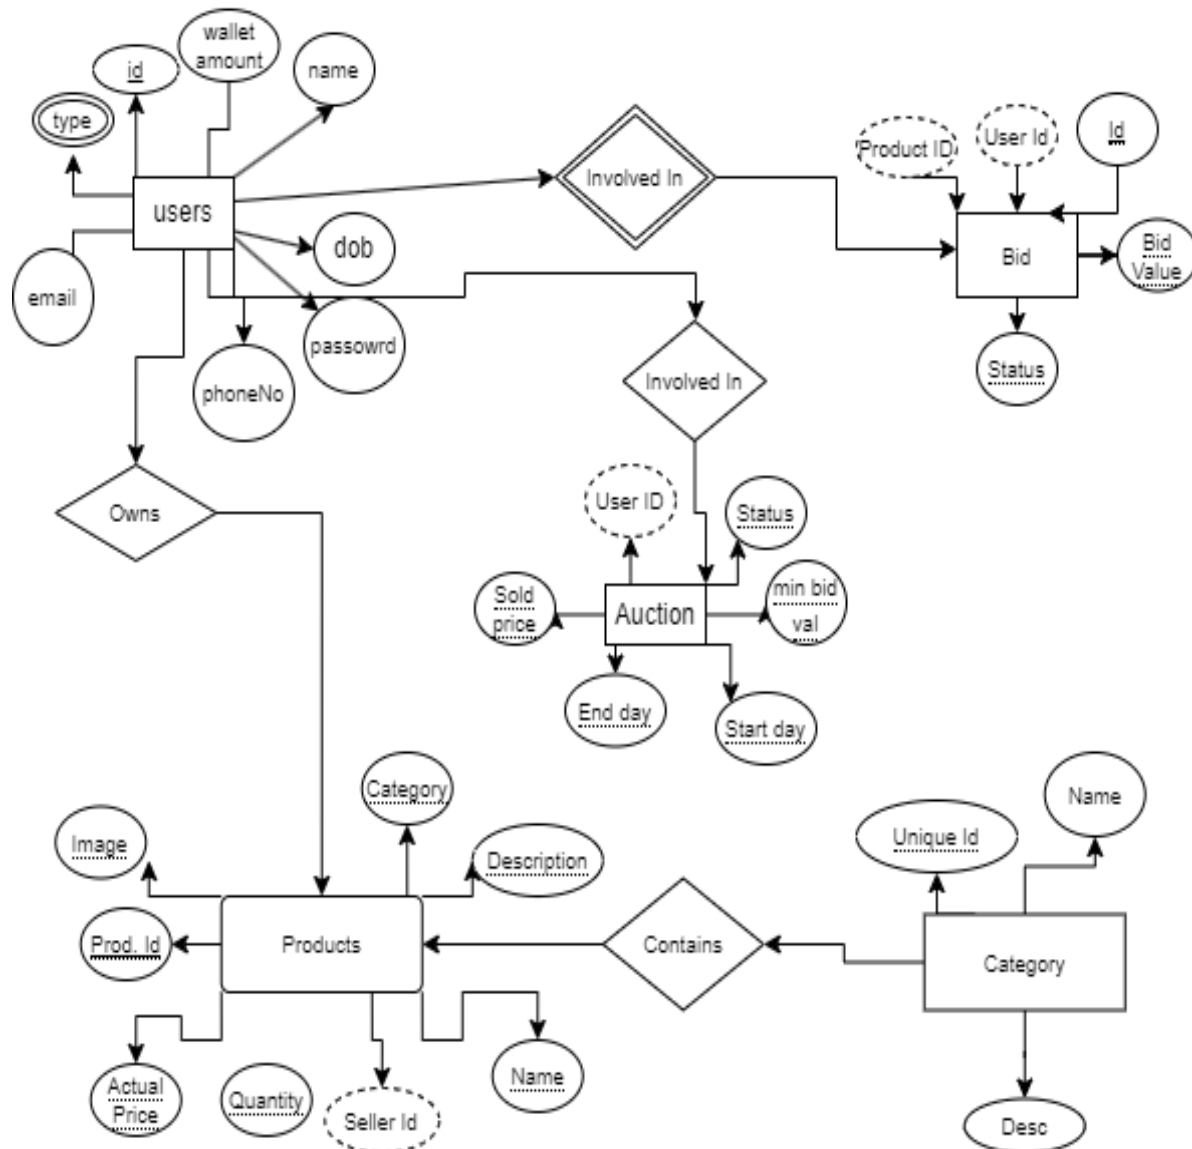 wallet
amount
id
name
type
users
Involved In
Product ID
User Id
Id
dob
Bid
Bid
Value
email
passowrd
phoneNo
Status
Involved In
Owns
User ID
Status
Sold
price
Auction
min bid
val
End day
Start day
Category
Name
Image
Description
Unique Id
Prod. Id
Products
Contains
Category
Actual
Price
Quantity
Seller Id
Name
Desc